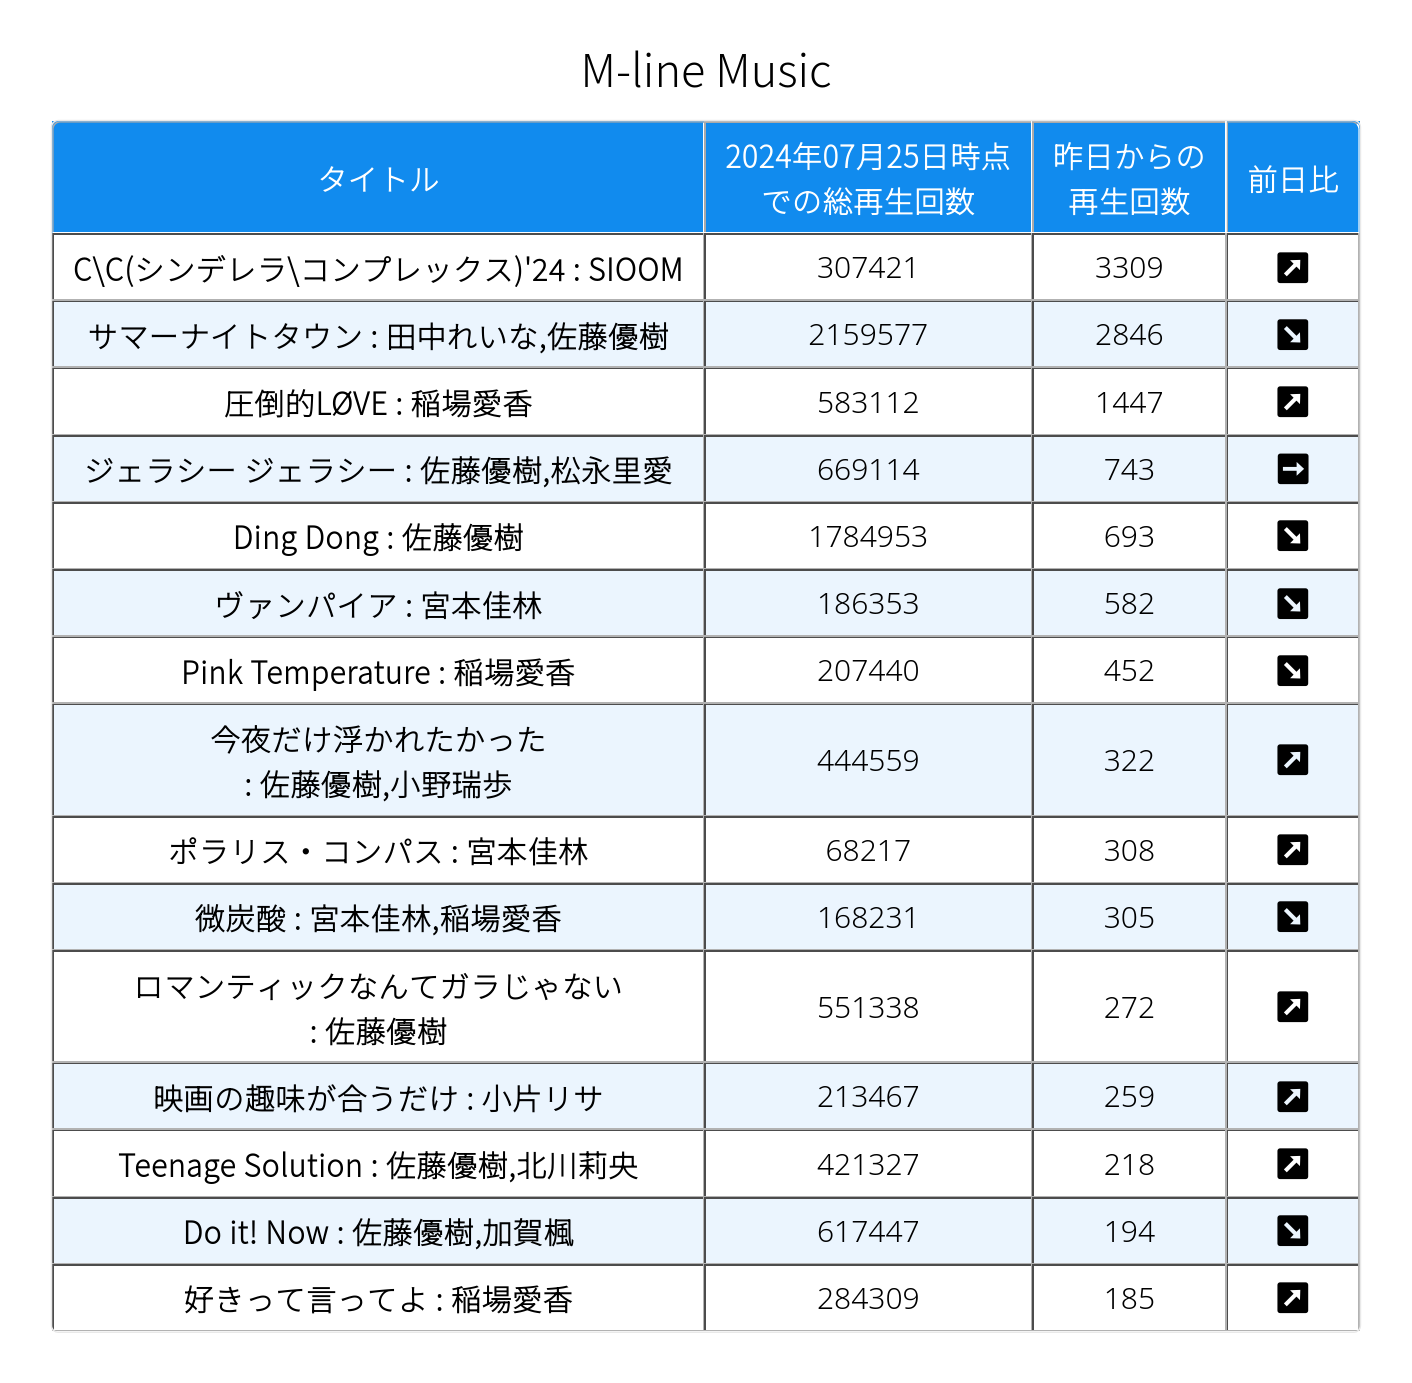 M-line Music
タイトル
2024年07月25日時点
での総再生回数
昨日からの
再生回数
前日比
C\C(シンデレラ\コンプレックス)'24 : SIOOM 307421 3309
サマーナイトタウン : 田中れいな,佐藤優樹 2159577 2846
圧倒的LØVE : 稲場愛香 583112 1447
ジェラシー ジェラシー : 佐藤優樹,松永里愛 669114 743
Ding Dong : 佐藤優樹 1784953 693
ヴァンパイア : 宮本佳林 186353 582
Pink Temperature : 稲場愛香 207440 452
今夜だけ浮かれたかった
: 佐藤優樹,小野瑞歩 444559 322
ポラリス・コンパス : 宮本佳林 68217 308
微炭酸 : 宮本佳林,稲場愛香 168231 305
ロマンティックなんてガラじゃない
: 佐藤優樹 551338 272
映画の趣味が合うだけ : 小片リサ 213467 259
Teenage Solution : 佐藤優樹,北川莉央 421327 218
Do it! Now : 佐藤優樹,加賀楓 617447 194
好きって言ってよ : 稲場愛香 284309 185